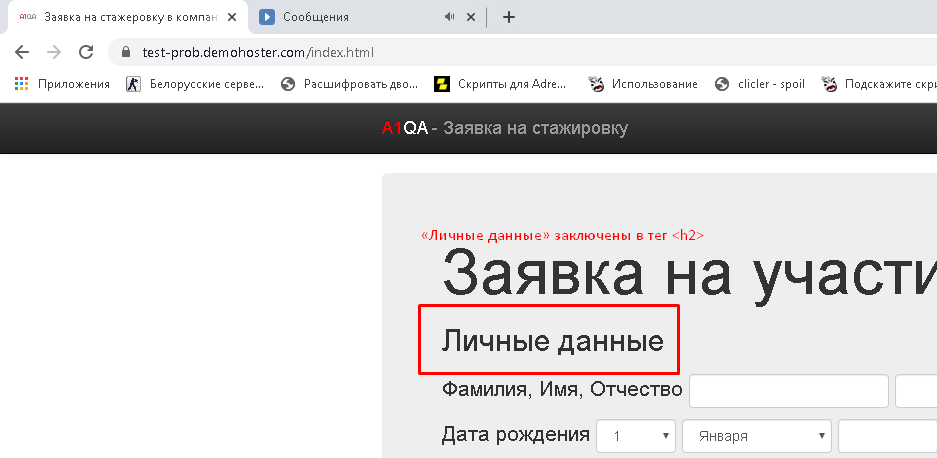 A1QA Заявка на стажировку в компан
Сообщения
test-prob.demohoster.com/index.html
Приложения Белорусские серве... Расшифровать дво... Скрипты для Adre... Использование clicler - spoil Подскажите скри
A1QA - Заявка на стажировку
«Личные данные» заключены в тег <h2>
Заявка на участи
Личные данные
Фамилия, Имя, Отчество
Дата рождения 1 Января